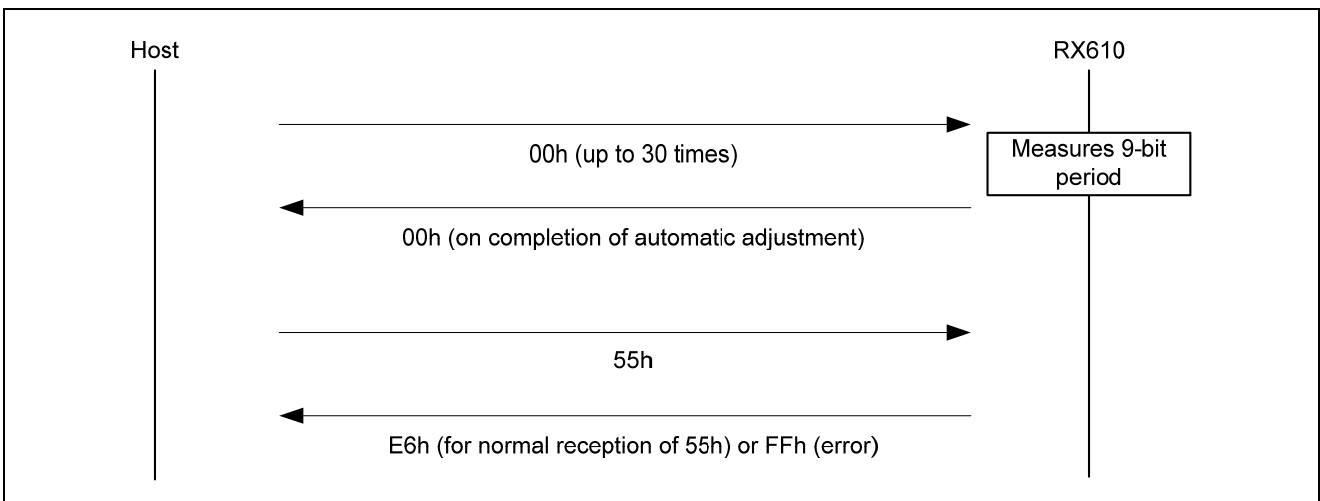 Host
RX610
00h (up to 30 times)
Measures 9-bit
period
00h (on completion of automatic adjustment)
55h
E6h (for normal reception of 55h) or FFh (error)